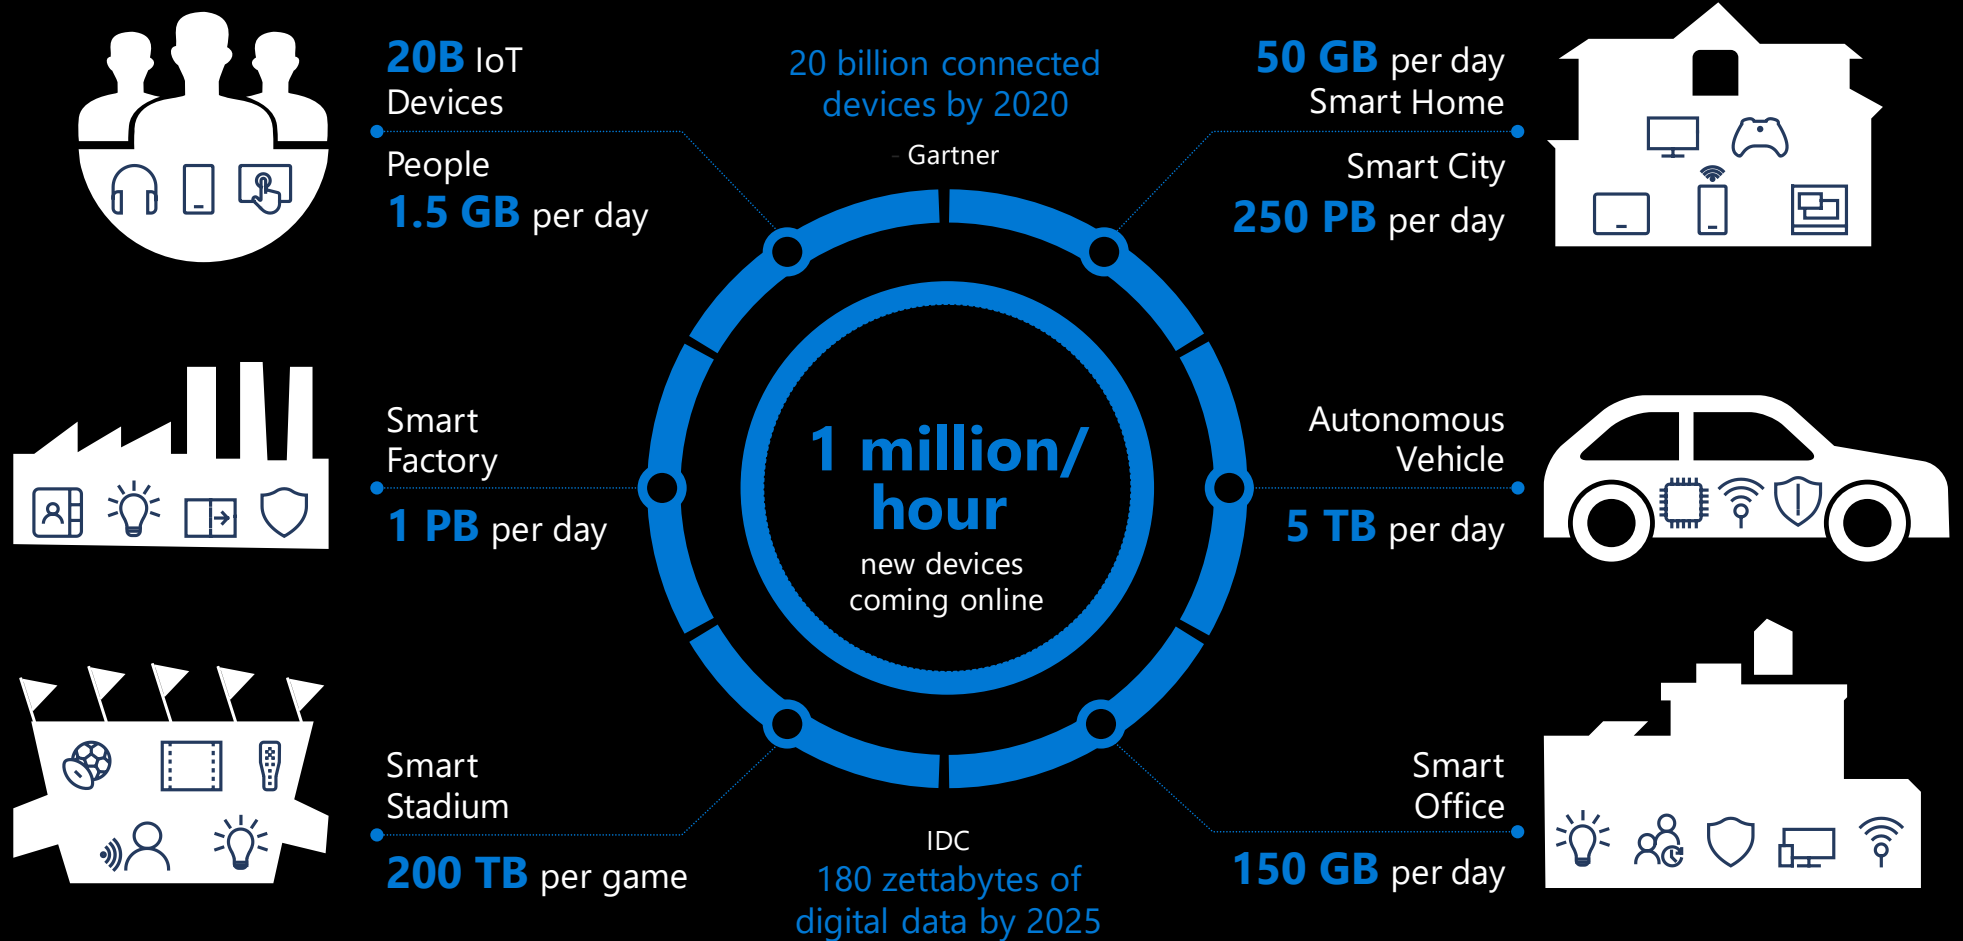 20B IoT
Devices
People
1.5 GB per day
20 billion connected
devices by 2020
- Gartner
50 GB per day
Smart Home
Smart City
250 PB per day
Smart
Factory
1 PB per day
1 million/
hour
new devices
coming online
Autonomous
Vehicle
5 TB per day
Smart
Stadium
200 TB per game
IDC
180 zettabytes of
digital data by 2025
Smart
Office
150 GB per day